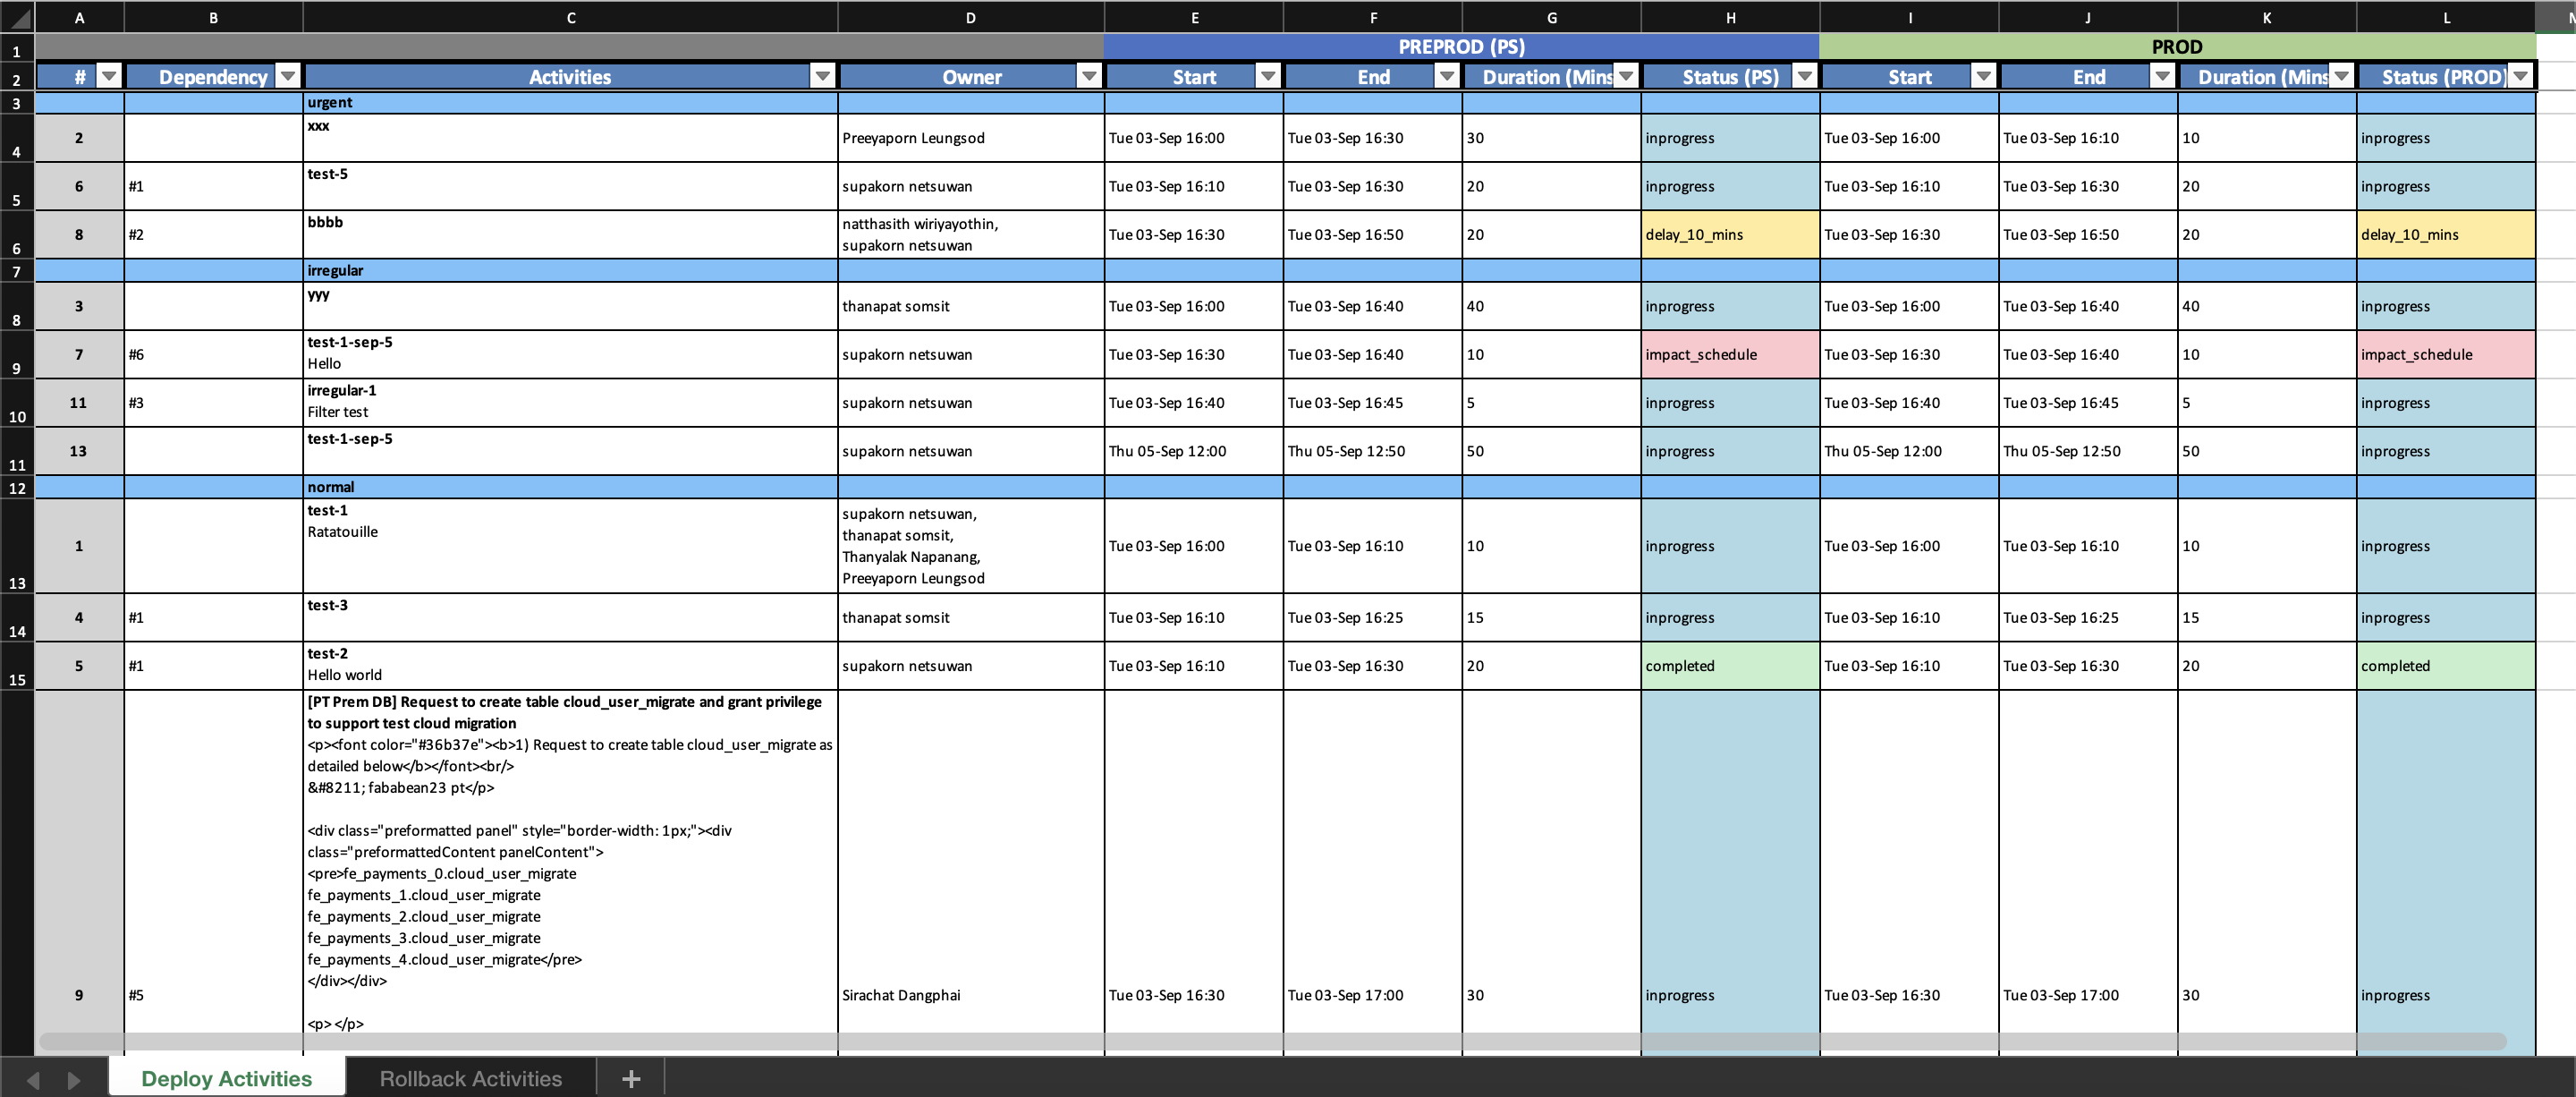 A B C D E F G H I J K L
1 PREPROD (PS) PROD
2 # Dependency Activities Owner Start End Duration (Mins Status (PS) Start End Duration (Mins Status (PROD)
3 urgent
4 2 xxx Preeyaporn Leungsod Tue 03-Sep 16:00 Tue 03-Sep 16:30 30 inprogress Tue 03-Sep 16:00 Tue 03-Sep 16:10 10 inprogress
5 6 #1 test-5 supakorn netsuwan Tue 03-Sep 16:10 Tue 03-Sep 16:30 20 inprogress Tue 03-Sep 16:10 Tue 03-Sep 16:30 20 inprogress
6 8 #2 bbbb natthasith wiriyayothin,
supakorn netsuwan Tue 03-Sep 16:30 Tue 03-Sep 16:50 20 delay_10_mins Tue 03-Sep 16:30 Tue 03-Sep 16:50 20 delay_10_mins
7 irregular
8 3 yyy thanapat somsit Tue 03-Sep 16:00 Tue 03-Sep 16:40 40 inprogress Tue 03-Sep 16:00 Tue 03-Sep 16:40 40 inprogress
9 7 #6 test-1-sep-5
Hello supakorn netsuwan Tue 03-Sep 16:30 Tue 03-Sep 16:40 10 impact_schedule Tue 03-Sep 16:30 Tue 03-Sep 16:40 10 impact_schedule
10 11 #3 irregular-1
Filter test supakorn netsuwan Tue 03-Sep 16:40 Tue 03-Sep 16:45 5 inprogress Tue 03-Sep 16:40 Tue 03-Sep 16:45 5 inprogress
11 13 test-1-sep-5 supakorn netsuwan Thu 05-Sep 12:00 Thu 05-Sep 12:50 50 inprogress Thu 05-Sep 12:00 Thu 05-Sep 12:50 50 inprogress
12 normal
13 1 test-1
Ratatouille
supakorn netsuwan,
thanapat somsit,
Thanyalak Napanang,
Preeyaporn Leungsod
Tue 03-Sep 16:00 Tue 03-Sep 16:10 10 inprogress Tue 03-Sep 16:00 Tue 03-Sep 16:10 10 inprogress
14 4 #1 test-3 thanapat somsit Tue 03-Sep 16:10 Tue 03-Sep 16:25 15 inprogress Tue 03-Sep 16:10 Tue 03-Sep 16:25 15 inprogress
15 5 #1 test-2
Hello world supakorn netsuwan Tue 03-Sep 16:10 Tue 03-Sep 16:30 20 completed Tue 03-Sep 16:10 Tue 03-Sep 16:30 20 completed
[PT Prem DB] Request to create table cloud_user_migrate and grant privilege
to support test cloud migration
<p><font color="#36b37e"><b>1) Request to create table cloud_user_migrate as
detailed below</b></font><br/>
&#8211; fababean23 pt</p>
<div class="preformatted panel" style="border-width: 1px;"><div
class="preformattedContent panelContent">
<pre>fe_payments_0.cloud_user_migrate
fe_payments_1.cloud_user_migrate
fe_payments_2.cloud_user_migrate
fe_payments_3.cloud_user_migrate
fe_payments_4.cloud_user_migrate</pre>
</div></div>
9 #5 Sirachat Dangphai Tue 03-Sep 16:30 Tue 03-Sep 17:00 30 inprogress Tue 03-Sep 16:30 Tue 03-Sep 17:00 30 inprogress
<p> </p>
Deploy Activities Rollback Activities +